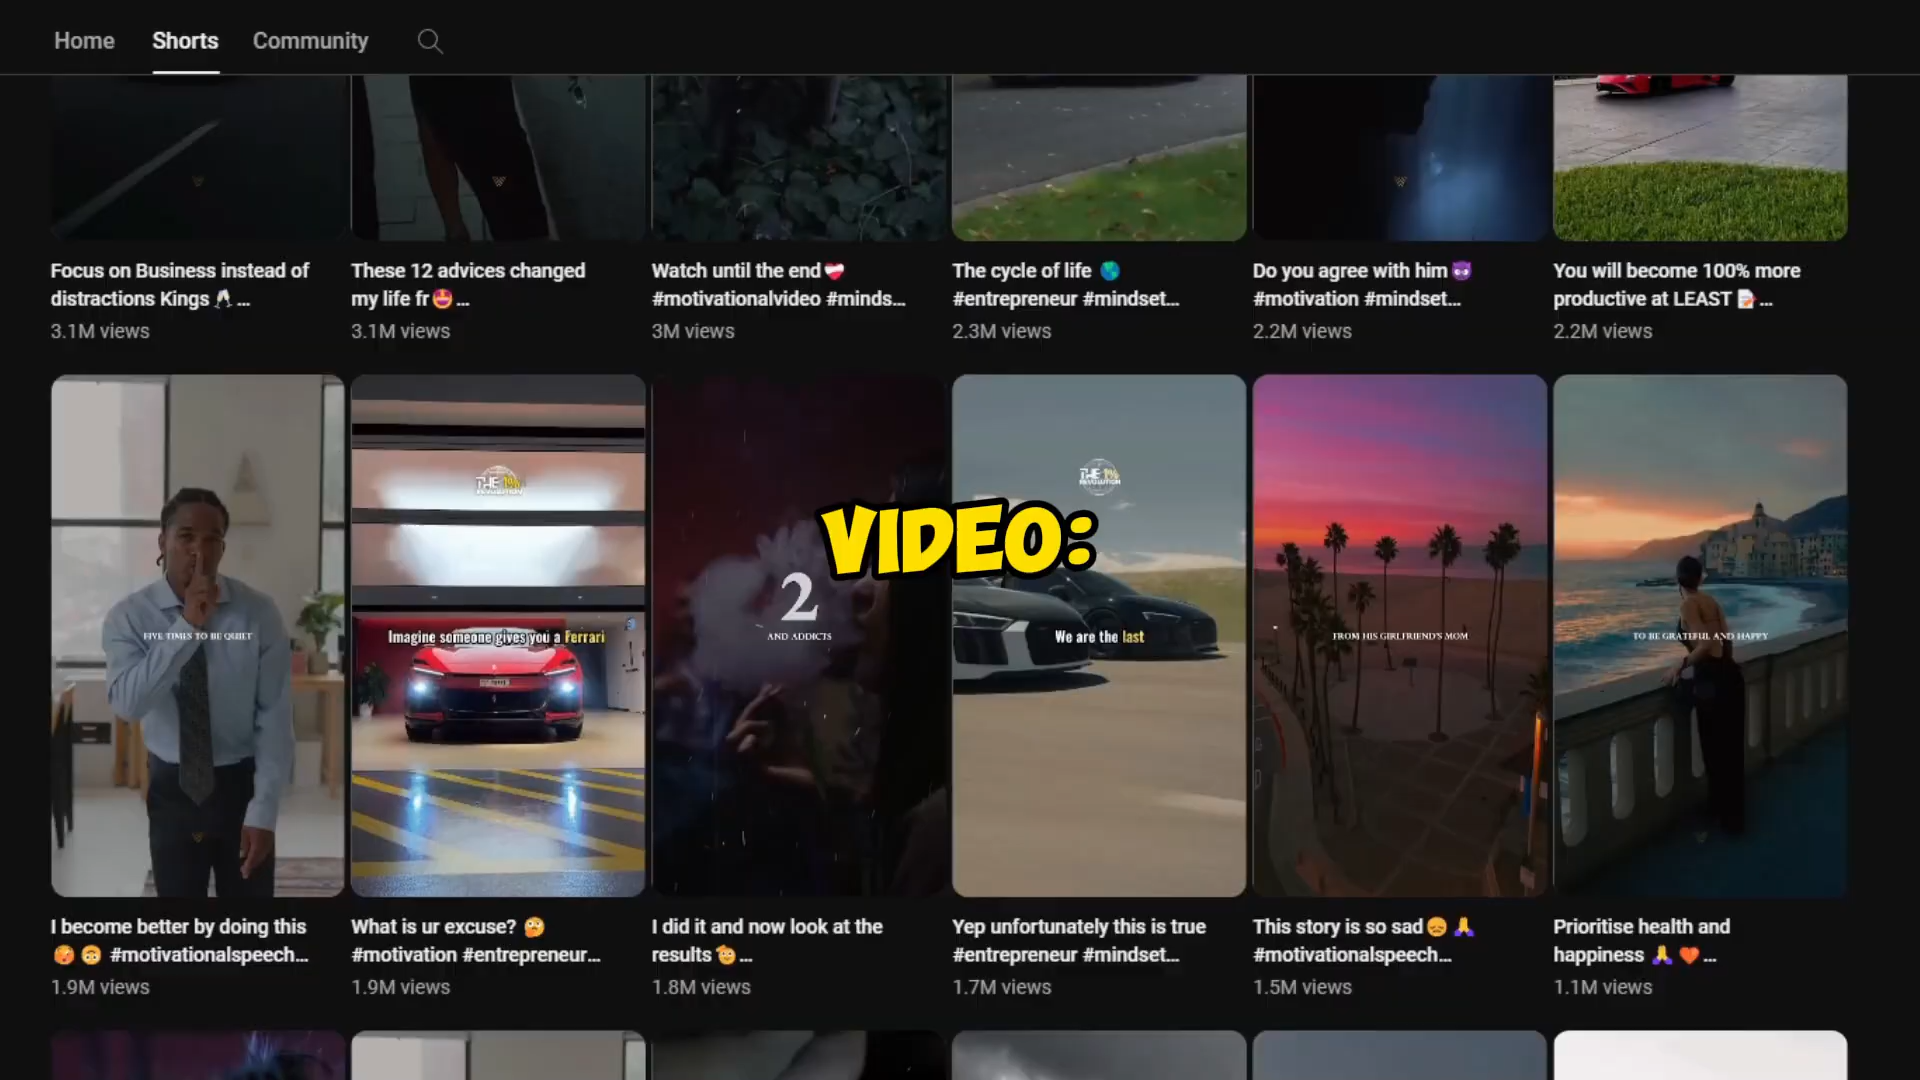 Home Shorts Community
Focus on Business instead of
distractions Kings 🥂 ...
3.1M views
These 12 advices changed
my life fr🤩...
3.1M views
Watch until the end❤️‍🩹
#motivationalvideo #minds...
3M views
The cycle of life 🌎
#entrepreneur #mindset...
2.3M views
Do you agree with him😈
#motivation #mindset...
2.2M views
You will become 100% more
productive at LEAST 📝...
2.2M views
VIDEO:
FIVE TIMES TO BE QUIET
THE 1%
REVOLUTION
Imagine someone gives you a Ferrari
2
AND ADDICTS
THE 1%
REVOLUTION
We are the last
FROM HIS GIRLFRIEND'S MOM
TO BE GRATEFUL AND HAPPY
I become better by doing this
🥵 🙃 #motivationalspeech...
1.9M views
What is ur excuse? 🤔
#motivation #entrepreneur...
1.9M views
I did it and now look at the
results🫡...
1.8M views
Yep unfortunately this is true
#entrepreneur #mindset...
1.7M views
This story is so sad😞🙏
#motivationalspeech...
1.5M views
Prioritise health and
happiness 🙏❤️...
1.1M views